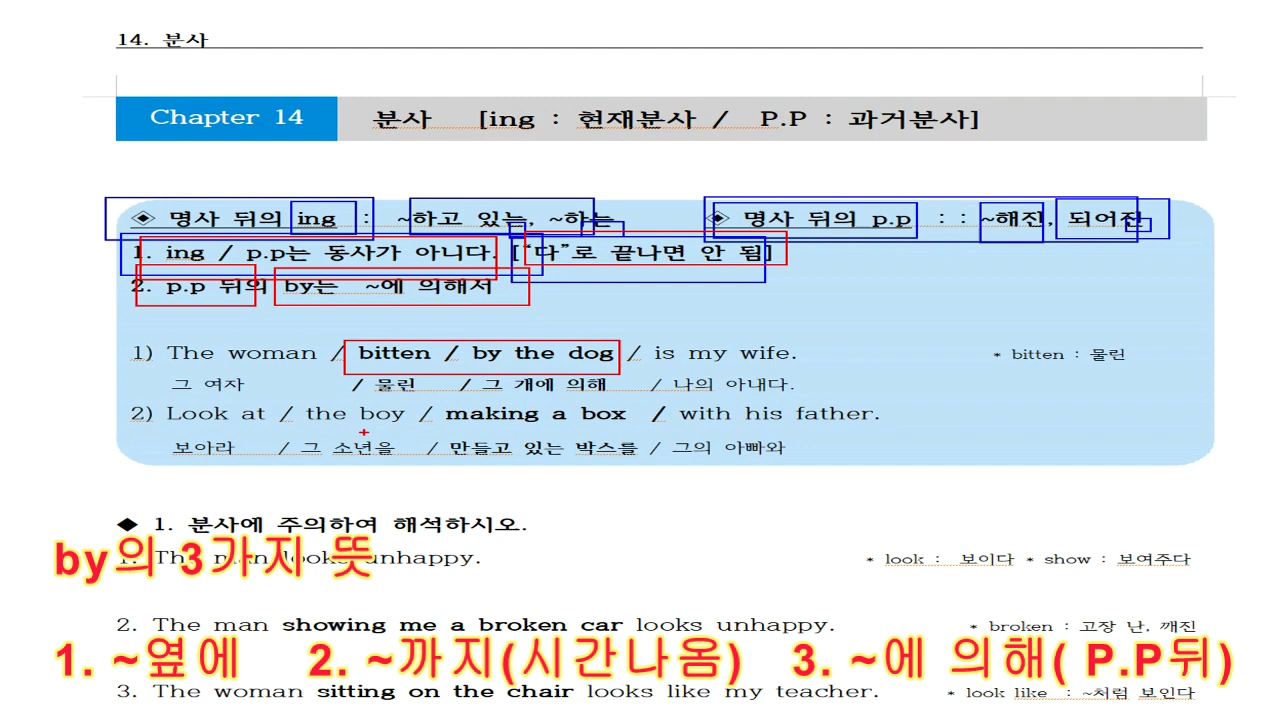 14. 분사
Chapter 14 분사 [ing : 현재분사 / P.P : 과거분사]
◈ 명사 뒤의 ing : ~하고 있는, ~하는 ◈ 명사 뒤의 p.p : : ~해진, 되어진
1. ing / p.p는 동사가 아니다. [“다”로 끝나면 안 됨]
2. p.p 뒤의 by는 ~에 의해서
1) The woman / bitten / by the dog / is my wife. * bitten : 물린
그 여자 / 물린 / 그 개에 의해 / 나의 아내다.
2) Look at / the boy / making a box / with his father.
보아라 / 그 소년을 / 만들고 있는 박스를 / 그의 아빠와
◆ 1. 분사에 주의하여 해석하시오.
1. The man looks unhappy. * look : 보이다 * show : 보여주다
by의 3가지 뜻
2. The man showing me a broken car looks unhappy. * broken : 고장 난, 깨진
1. ~옆에 2. ~까지(시간나옴) 3. ~에 의해( P.P뒤)
3. The woman sitting on the chair looks like my teacher. * look like : ~처럼 보인다